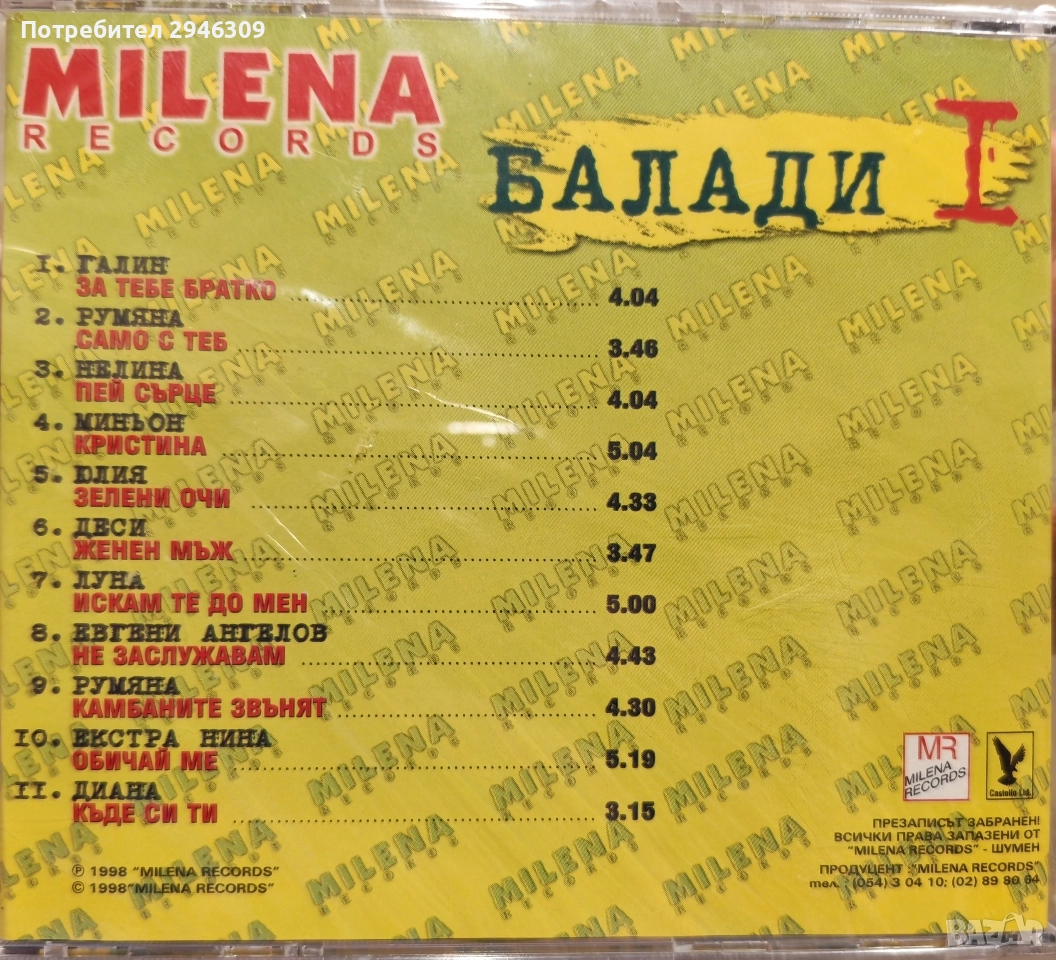 Потребител 2946309
MILENA
RECORDS
БАЛАДИ I
1. ГАЛИН
ЗА ТЕБЕ БРАТКО 4.04
2. РУМЯНА
САМО С ТЕБ 3.46
3. НЕЛИНА
ПЕЙ СЪРЦЕ 4.04
4. МИНЬОН
КРИСТИНА 5.04
5. ЮЛИЯ
ЗЕЛЕНИ ОЧИ 4.33
6. ДЕСИ
ЖЕНЕН МЪЖ 3.47
7. ЛУНА
ИСКАМ ТЕ ДО МЕН 5.00
8. ЕВГЕНИ АНГЕЛОВ
НЕ ЗАСЛУЖАВАМ 4.43
9. РУМЯНА
КАМБАНИТЕ ЗВЪНЯТ 4.30
10. ЕКСТРА НИНА
ОБИЧАЙ МЕ 5.19
11. ДИАНА
КЪДЕ СИ ТИ 3.15
MR
MILENA
RECORDS
Castello Ltd.
ПРЕЗАПИСЪТ ЗАБРАНЕН!
ВСИЧКИ ПРАВА ЗАПАЗЕНИ ОТ
"MILENA RECORDS" - ШУМЕН
ПРОДУЦЕНТ :"MILENA RECORDS"
тел. : (054) 3 04 10; (02) 89 80 64
℗ 1998 "MILENA RECORDS"
© 1998"MILENA RECORDS"
BAZAR